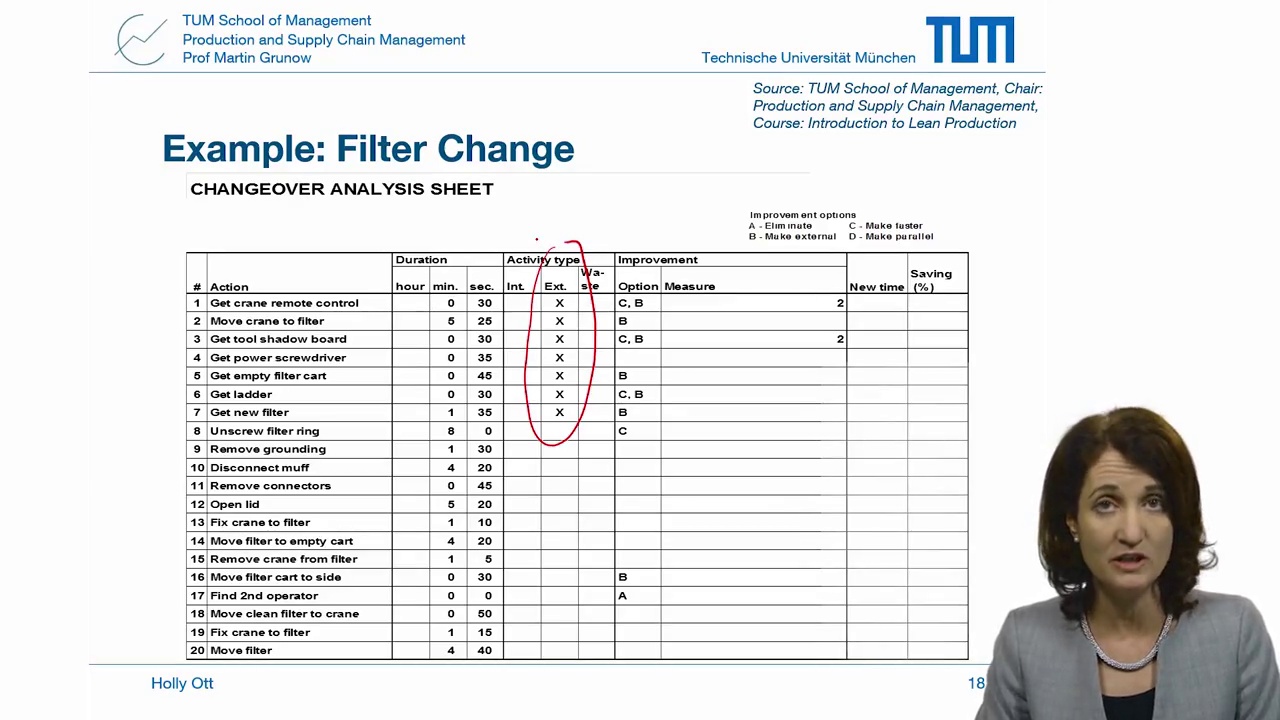 TUM School of Management
Production and Supply Chain Management
Prof Martin Grunow
Technische Universität München
TUM
Source: TUM School of Management, Chair:
Production and Supply Chain Management,
Course: Introduction to Lean Production
Example: Filter Change
CHANGEOVER ANALYSIS SHEET
Improvement options
A - Eliminate C - Make faster
B - Make external D - Make parallel
Duration Activity type Improvement
# Action hour min. sec. Int. Ext. Wa-ste Option Measure New time Saving (%)
1 Get crane remote control 0 30 X C, B 2
2 Move crane to filter 5 25 X B
3 Get tool shadow board 0 30 X C, B 2
4 Get power screwdriver 0 35 X
5 Get empty filter cart 0 45 X B
6 Get ladder 0 30 X C, B
7 Get new filter 1 35 X B
8 Unscrew filter ring 8 0 C
9 Remove grounding 1 30
10 Disconnect muff 4 20
11 Remove connectors 0 45
12 Open lid 5 20
13 Fix crane to filter 1 10
14 Move filter to empty cart 4 20
15 Remove crane from filter 1 5
16 Move filter cart to side 0 30 B
17 Find 2nd operator 0 0 A
18 Move clean filter to crane 0 50
19 Fix crane to filter 1 15
20 Move filter 4 40
Holly Ott 18